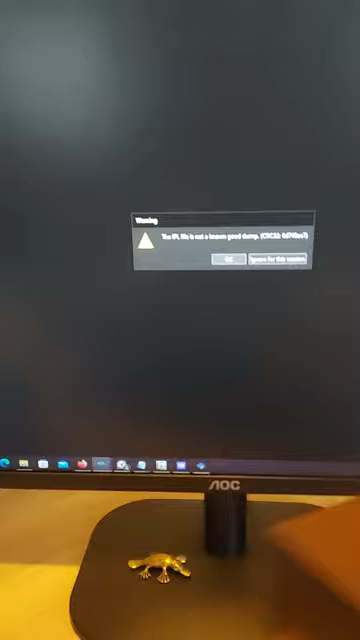 Warning
The IPL file is not a known good dump. (CRC32:
OK
Ignore for this session
AOC